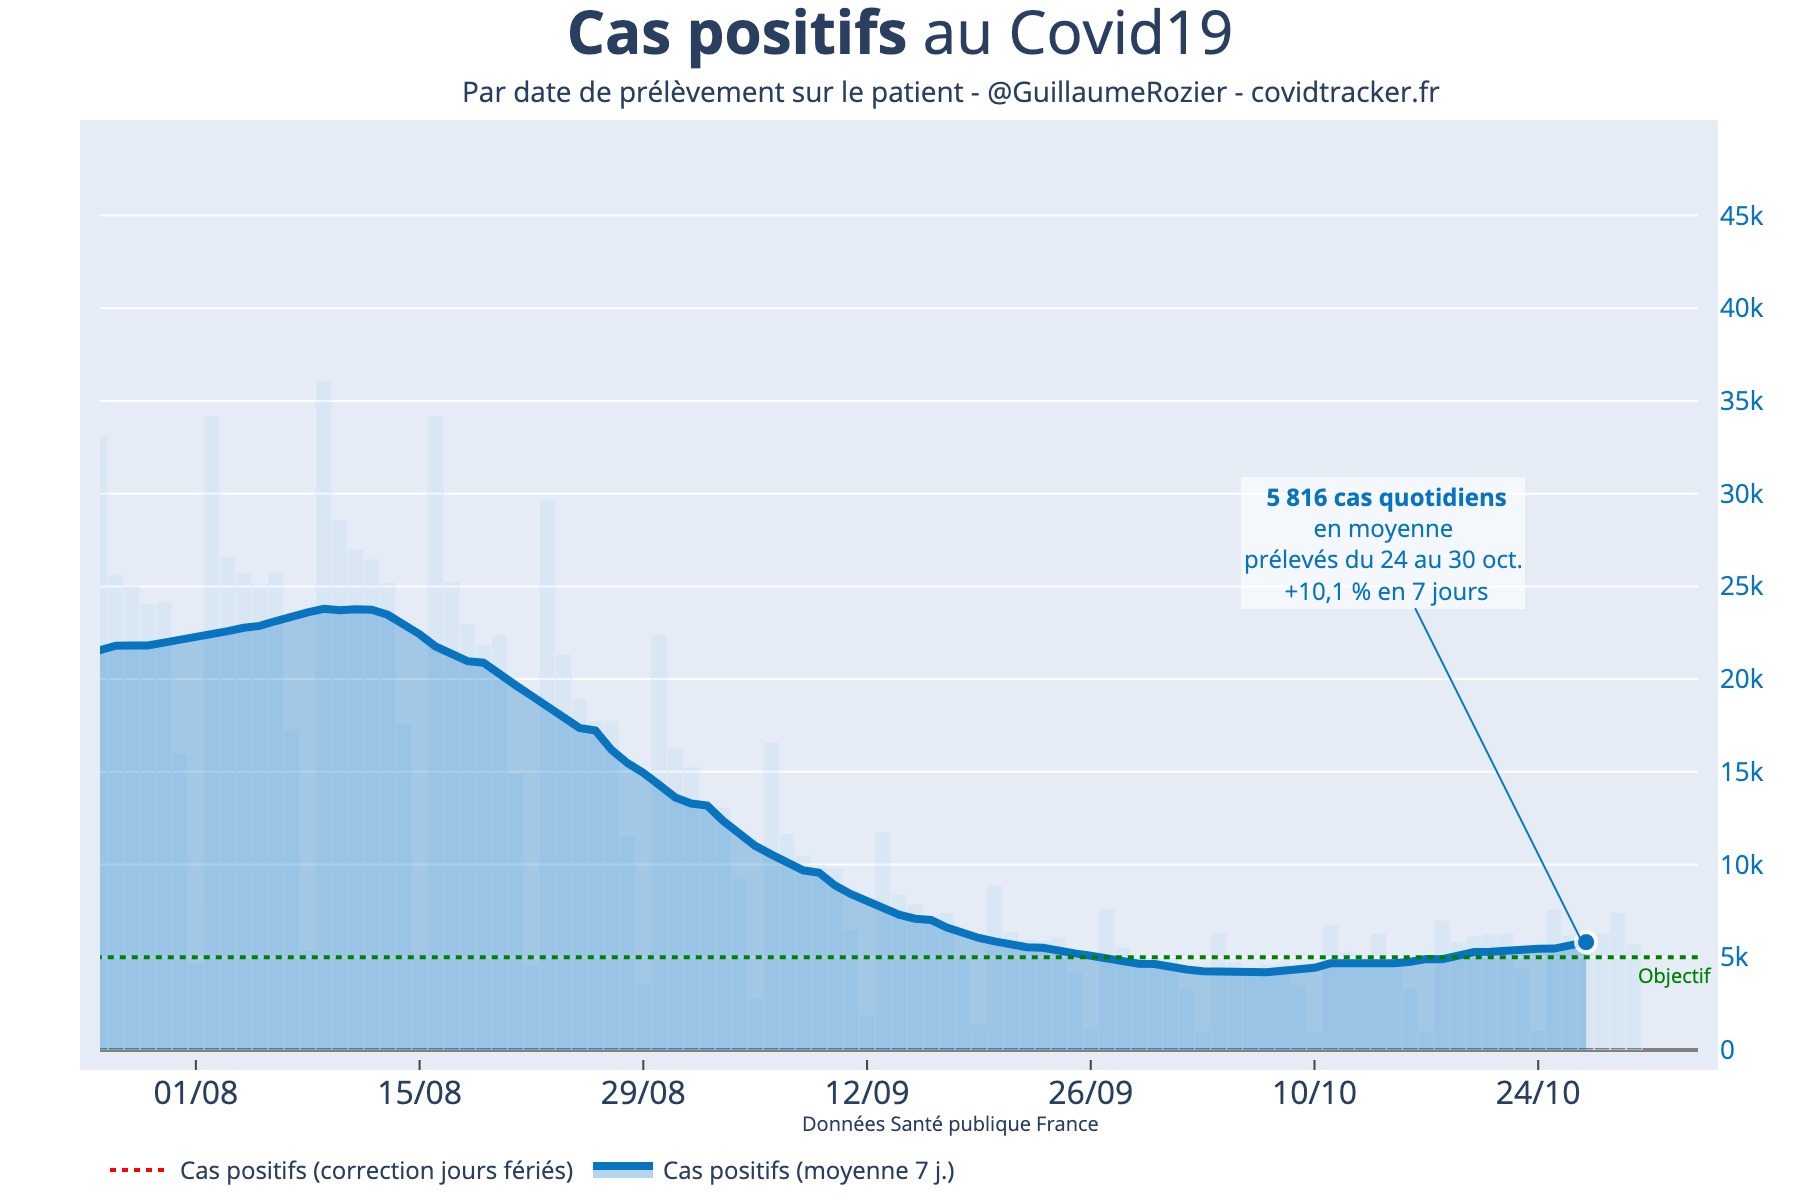 Cas positifs au Covid19
Par date de prélèvement sur le patient - @GuillaumeRozier - covidtracker.fr
45k
40k
35k
30k
25k
20k
15k
10k
5k
0
5 816 cas quotidiens
en moyenne
prélevés du 24 au 30 oct.
+10,1 % en 7 jours
Objectif
01/08 15/08 29/08 12/09 26/09 10/10 24/10
Données Santé publique France
Cas positifs (correction jours fériés) Cas positifs (moyenne 7 j.)